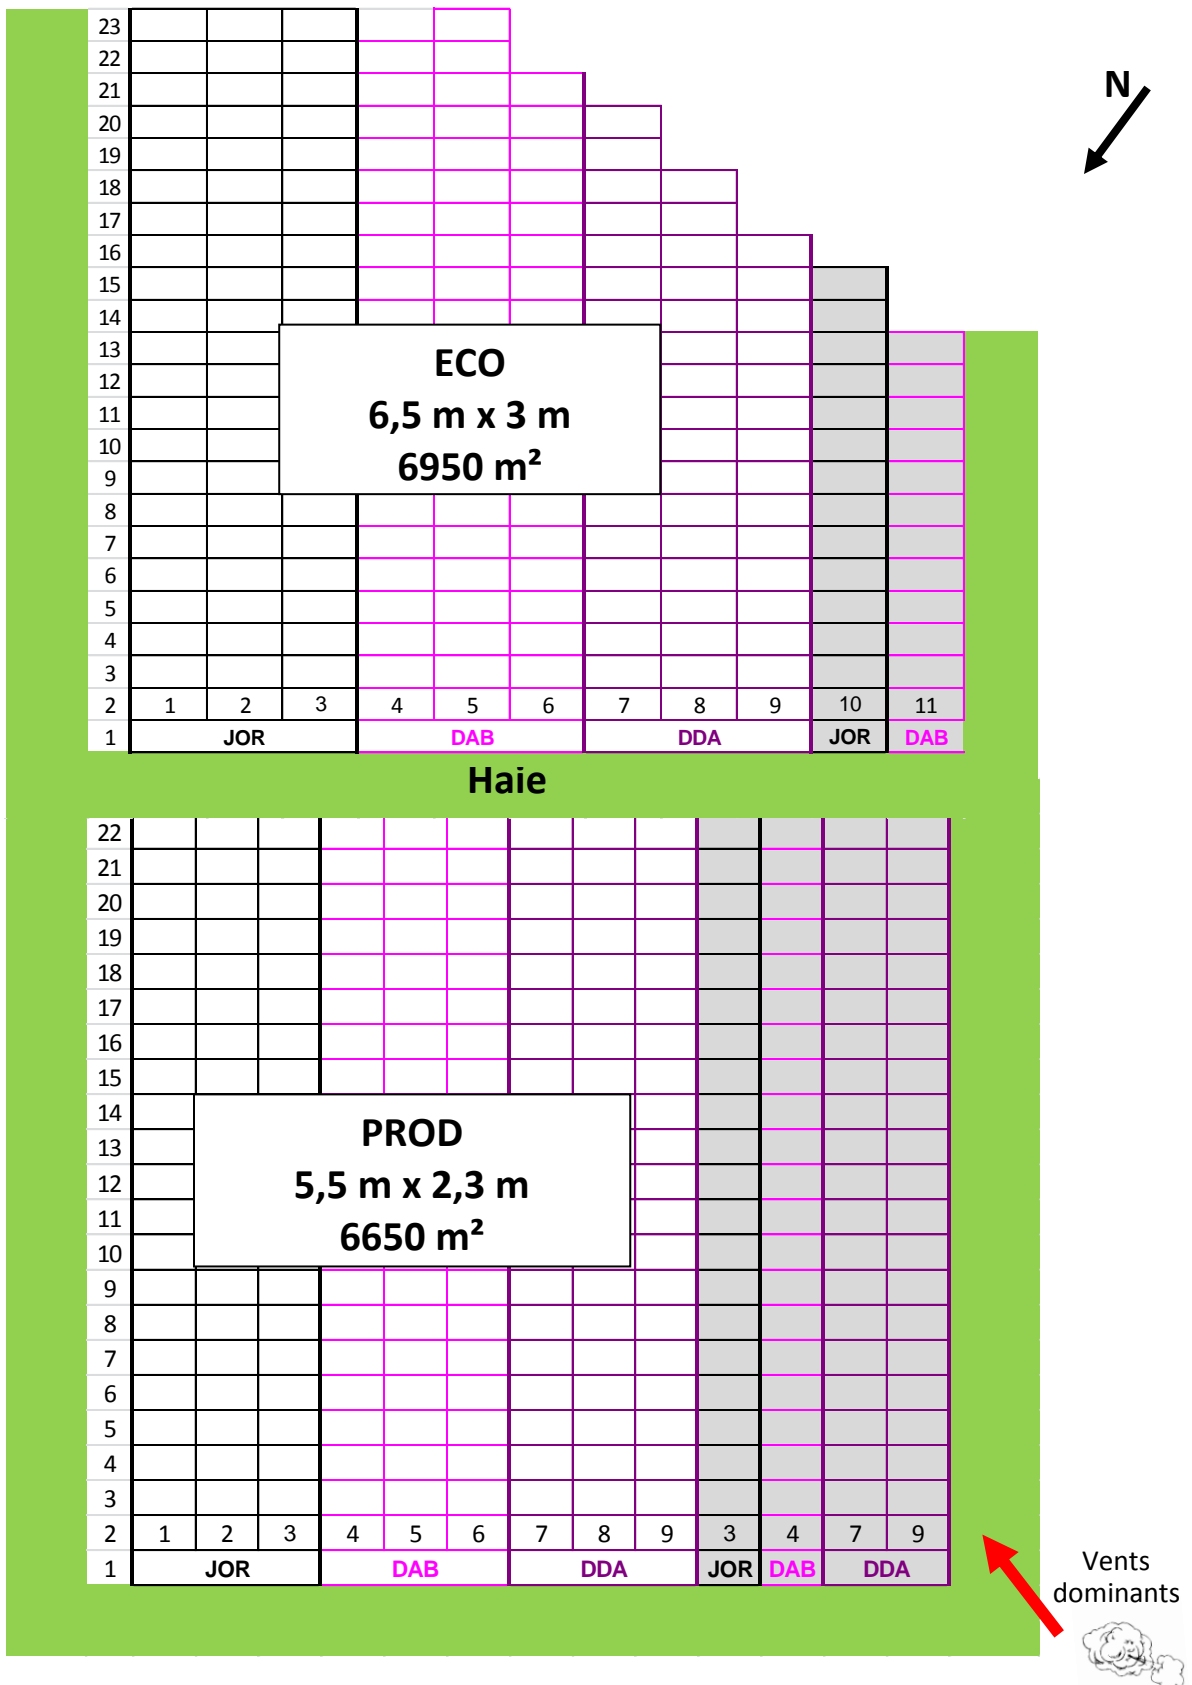 23
22
21
N
20
19
18
17
16
15
14
13
12
11
10
9
8
7
6
5
4
3
ECO
6,5 m x 3 m
6950 m²
2 1 2 3 4 5 6 7 8 9 10 11
1 JOR DAB DDA JOR DAB
Haie
22
21
20
19
18
17
16
15
14
13
12
11
10
9
8
7
6
5
4
3
PROD
5,5 m x 2,3 m
6650 m²
2 1 2 3 4 5 6 7 8 9 3 4 7 9
1 JOR DAB DDA JOR DAB DDA
Vents
dominants